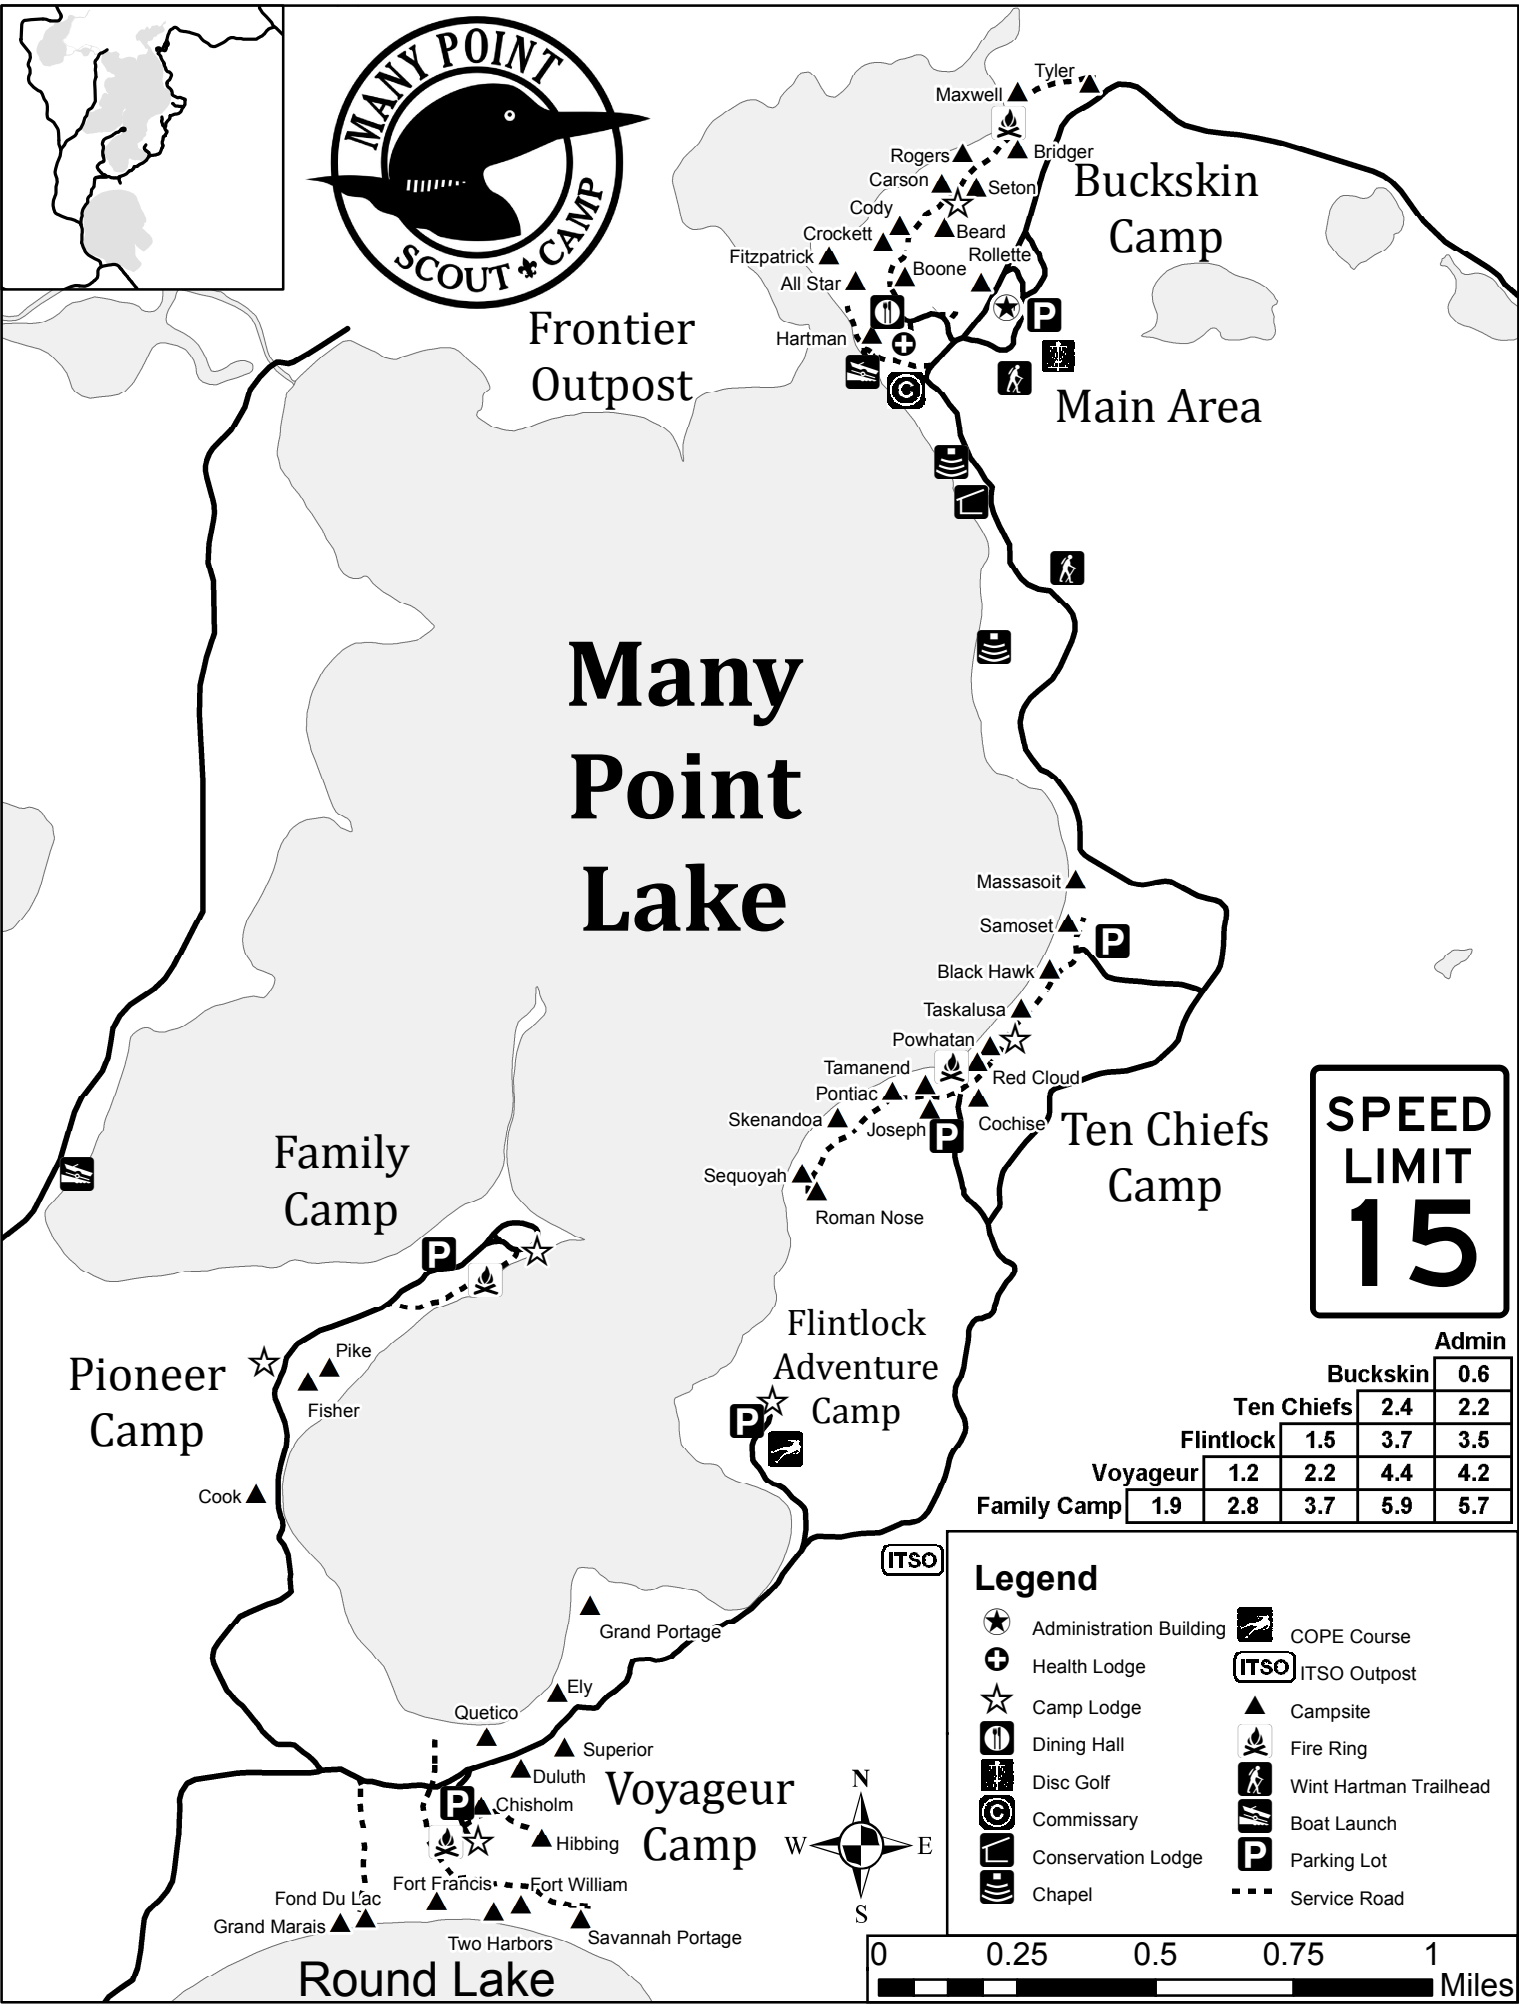 MANY POINT
SCOUT CAMP
Tyler
Maxwell
Bridger
Rogers
Carson
Seton
Cody
Beard
Crockett
Rollette
Fitzpatrick
Boone
All Star
Hartman
Buckskin
Camp
P
C
Main Area
Frontier
Outpost
Many
Point
Lake
Massasoit
Samoset
P
Black Hawk
Taskalusa
Powhatan
Tamanend
Red Cloud
Pontiac
Skenandoa
Joseph
Cochise
P
Sequoyah
Roman Nose
Ten Chiefs
Camp
Family
Camp
P
SPEED
LIMIT
15
Pioneer
Camp
Pike
Fisher
Cook
Flintlock
Adventure
Camp
P
Admin
Buckskin 0.6
Ten Chiefs 2.4 2.2
Flintlock 1.5 3.7 3.5
Voyageur 1.2 2.2 4.4 4.2
Family Camp 1.9 2.8 3.7 5.9 5.7
ITSO
Grand Portage
Ely
Quetico
Superior
Duluth
Chisholm
P
Hibbing
Voyageur
Camp
Fort Francis
Fort William
Fond Du Lac
Grand Marais
Two Harbors
Savannah Portage
Round Lake
N
W E
S
Legend
Administration Building
Health Lodge
Camp Lodge
Dining Hall
Disc Golf
C Commissary
Conservation Lodge
Chapel
COPE Course
ITSO ITSO Outpost
Campsite
Fire Ring
Wint Hartman Trailhead
Boat Launch
P Parking Lot
Service Road
0 0.25 0.5 0.75 1
Miles